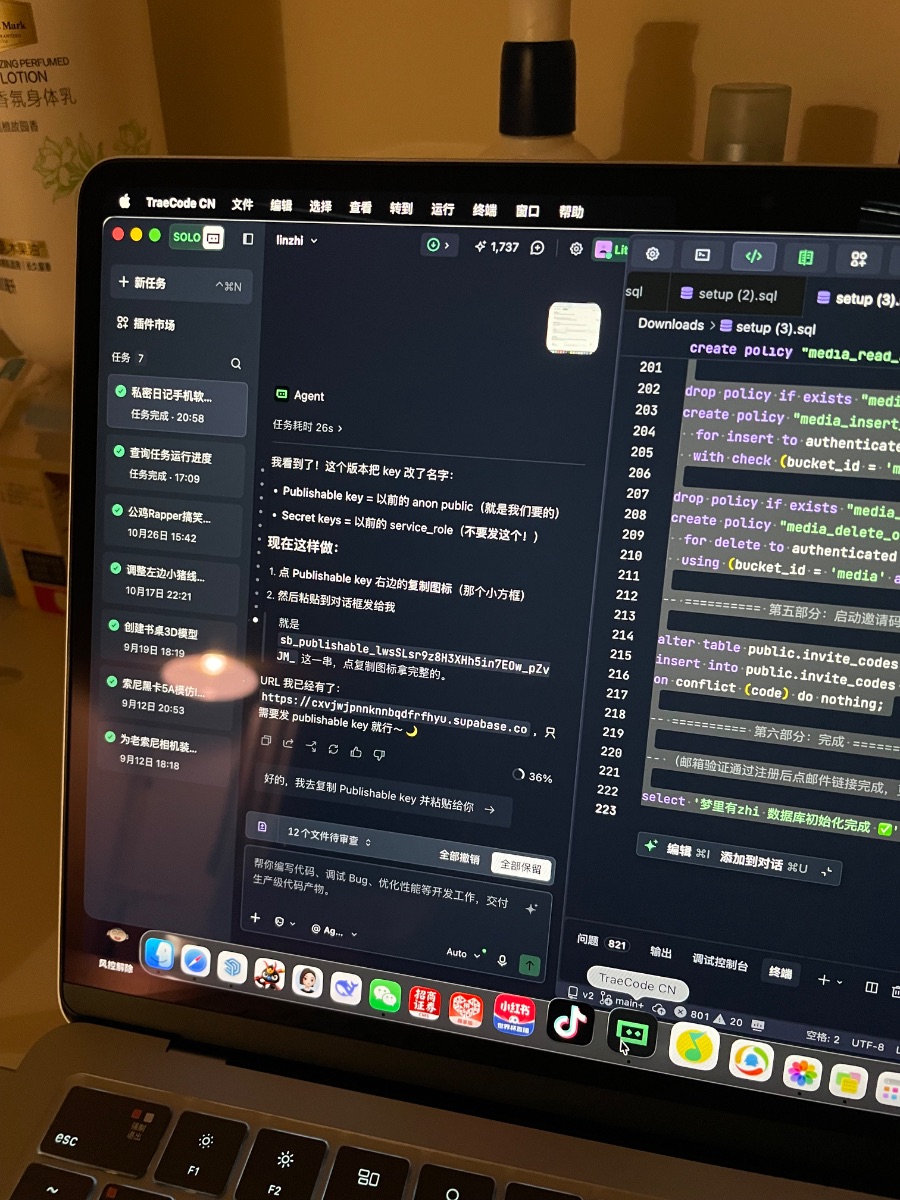 Mark
ZING PERFUMED
LOTION
香氛身体乳
TraeCode CN 文件 编辑 选择 查看 转到 运行 终端 窗口 帮助
SOLO
linzhi
1,737
Lit
+ 新任务 ^⌘N
插件市场
任务 7
私密日记手机软...
任务完成 · 20:58
查询任务运行进度
任务完成 · 17:09
公鸡Rapper搞笑...
10月26日 15:42
调整左边小猪线...
10月17日 22:21
创建书桌3D模型
9月19日 18:19
索尼黑卡5A模仿I...
9月12日 20:53
为老索尼相机装...
9月12日 18:18
Agent
任务耗时 26s >
我看到了！这个版本把 key 改了名字：
• Publishable key = 以前的 anon public（就是我们要的）
• Secret keys = 以前的 service_role（不要发这个！）
现在这样做：
1. 点 Publishable key 右边的复制图标（那个小方框）
2. 然后粘贴到对话框发给我
就是
sb_publishable_lwsSLsr9z8H3XHh5in7EOw_pZv
JM_ 这一串，点复制图标拿完整的。
URL 我已经有了：
https://cxvjwjpnnknnbqdfrfhyu.supabase.co ，只
需要发 publishable key 就行～🌙
36%
好的，我去复制 Publishable key 并粘贴给你 →
12个文件待审查
全部撤销 全部保留
帮你编写代码、调试 Bug、优化性能等开发工作，交付
生产级代码产物。
@ Ag...
Auto
sql
setup (2).sql
setup (3).
Downloads > setup (3).sql
create policy "media_read_
201
202 drop policy if exists "medi
203 create policy "media_insert_
204 for insert to authenticate
205 with check (bucket_id = 'm
206
207 drop policy if exists "media_
208 create policy "media_delete_o
209 for delete to authenticated
210 using (bucket_id = 'media' a
211
212 --========== 第五部分：启动邀请码
213
214 alter table public.invite_codes
215 insert into public.invite_codes
216 on conflict (code) do nothing;
217
218 -- ========== 第六部分：完成 =======
219
220 -- （邮箱验证通过注册后点邮件链接完成，
221
222 select '梦里有zhi 数据库初始化完成 ✅'
223
编辑 ⌘I 添加到对话 ⌘U
问题 821 输出 调试控制台 终端
TraeCode CN
v2 main+ 801 20
空格: 2 UTF-8
风控解除
招商
证券
小红书
esc
F1
F2
~